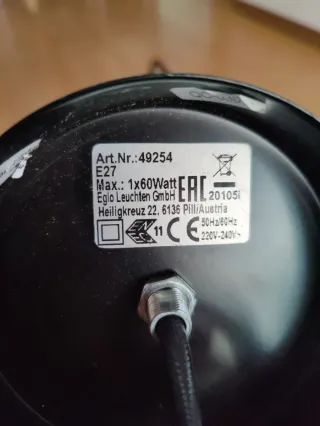 Art.Nr.:49254
E27
Max.: 1x60Watt
Eglo Leuchten GmbH
Heiligkreuz 22, 6136 Pill/Austria
EAC
20105i
11
CE
50Hz/60Hz
220V-240V~